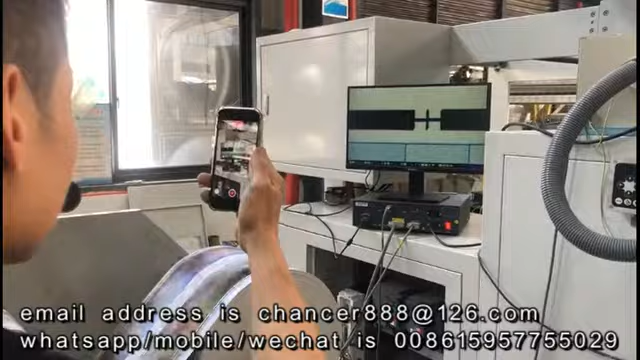 email address is chancer888@126.com
whatsapp/mobile/wechat is 008615957755029